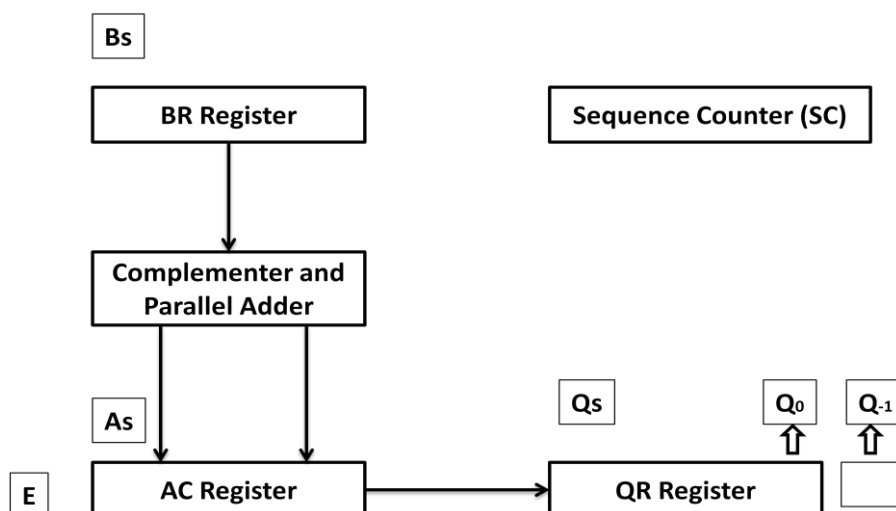 Bs
BR Register
Sequence Counter (SC)
Complementer and
Parallel Adder
As
Qs
Q₀
Q₋₁
E
AC Register
QR Register